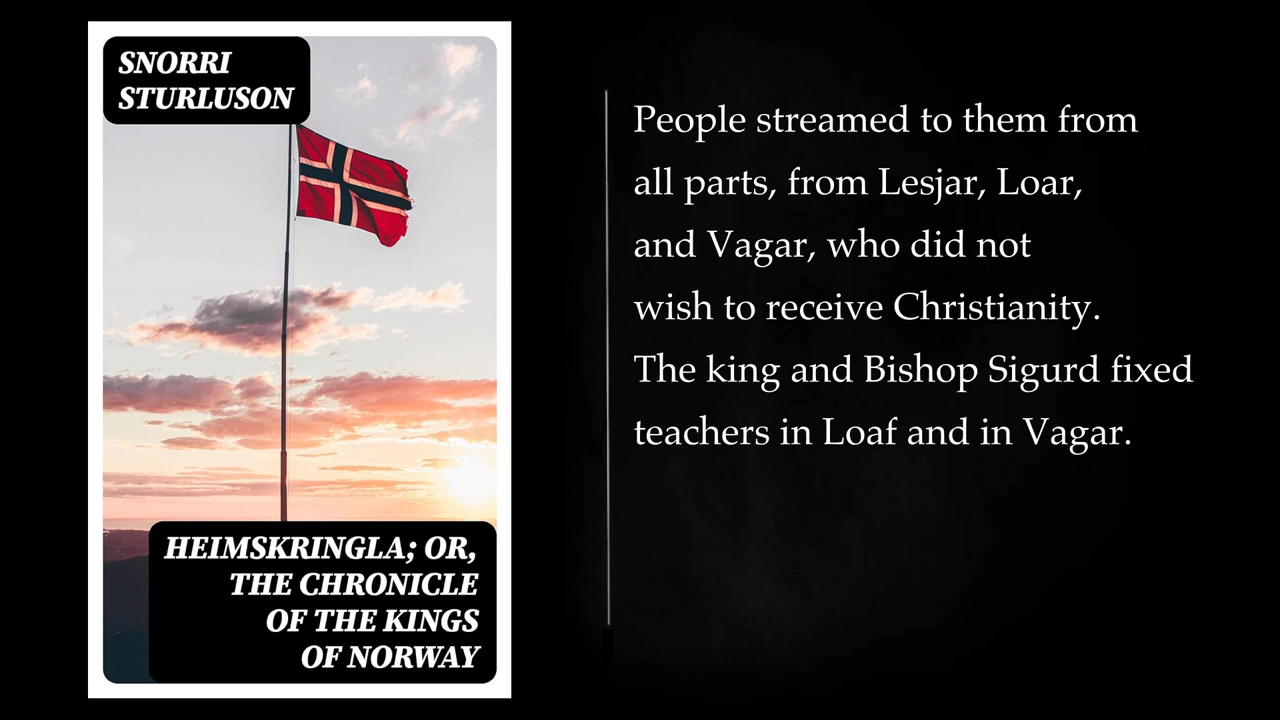 SNORRI
STURLUSON
HEIMSKRINGLA; OR,
THE CHRONICLE
OF THE KINGS
OF NORWAY
People streamed to them from
all parts, from Lesjar, Loar,
and Vagar, who did not
wish to receive Christianity.
The king and Bishop Sigurd fixed
teachers in Loaf and in Vagar.